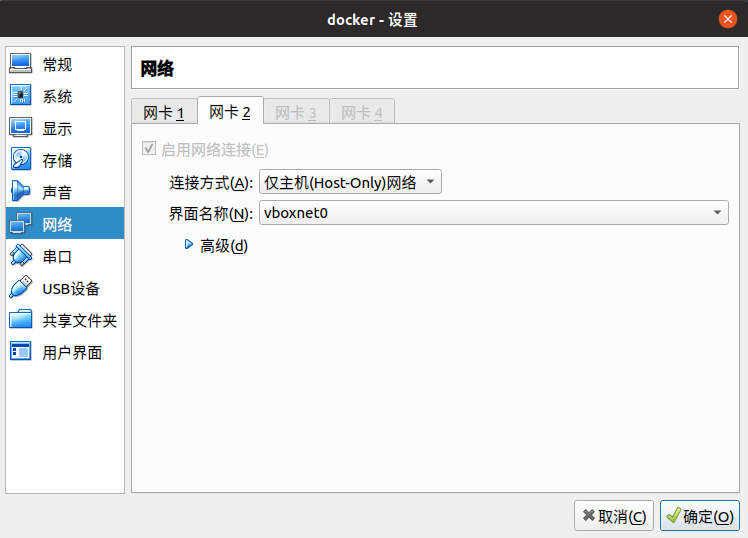 docker - 设置
常规
系统
显示
存储
声音
网络
串口
USB设备
共享文件夹
用户界面
网络
网卡 1 网卡 2 网卡 3 网卡 4
启用网络连接(E)
连接方式(A): 仅主机(Host-Only)网络
界面名称(N): vboxnet0
高级(d)
取消(C) 确定(O)